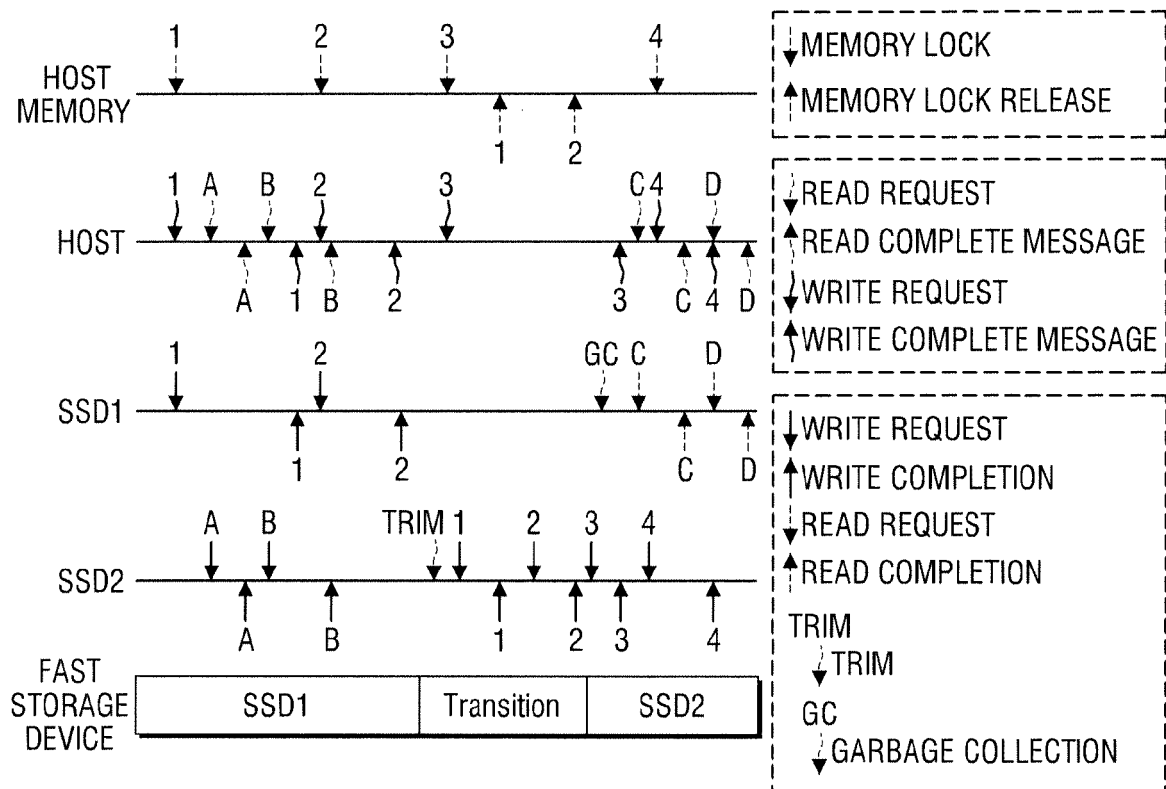 1 2 3 4
HOST
MEMORY
1 2
MEMORY LOCK
MEMORY LOCK RELEASE
1 A B 2 3 C 4 D
HOST
A 1 B 2 3 C 4 D
READ REQUEST
READ COMPLETE MESSAGE
WRITE REQUEST
WRITE COMPLETE MESSAGE
1 2 GC C D
SSD1
1 2 C D
A B TRIM 1 2 3 4
SSD2
A B 1 2 3 4
WRITE REQUEST
WRITE COMPLETION
READ REQUEST
READ COMPLETION
TRIM
TRIM
GC
GARBAGE COLLECTION
FAST
STORAGE
DEVICE
SSD1 Transition SSD2